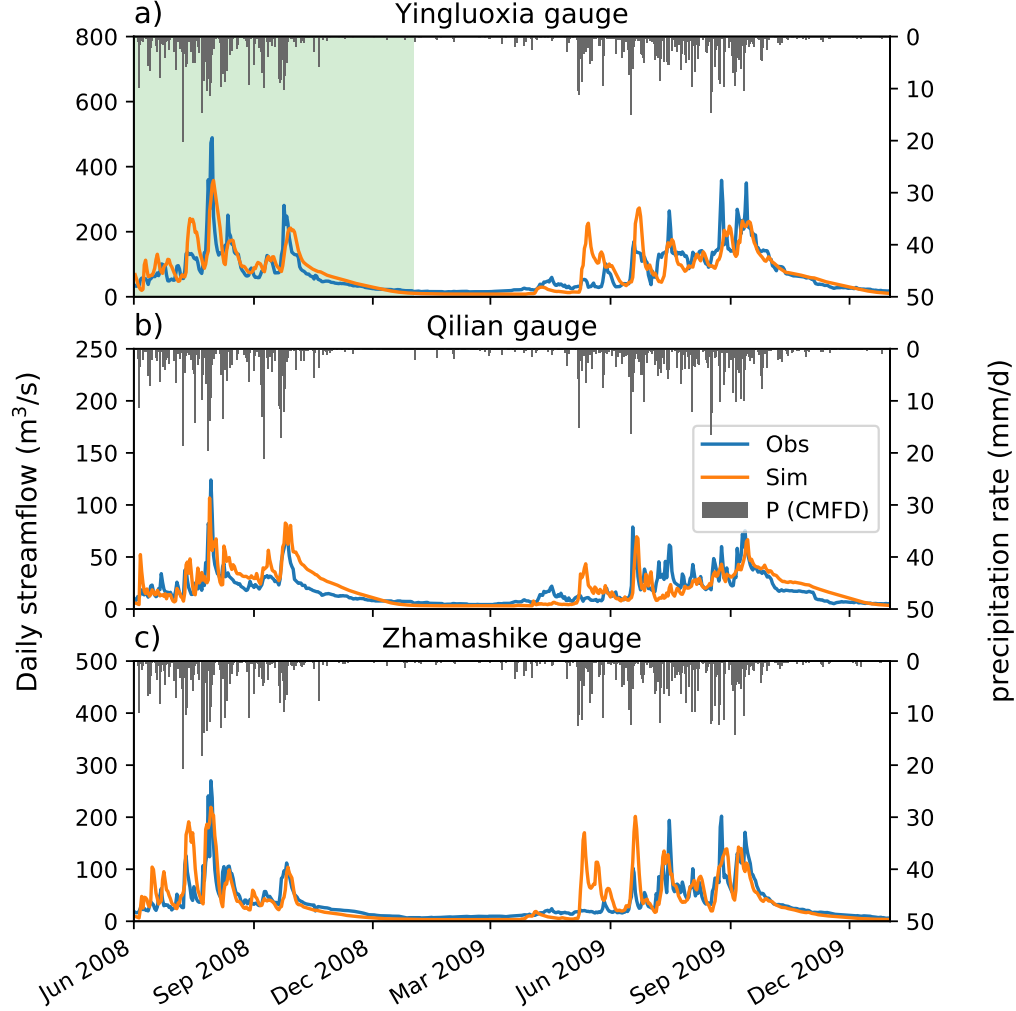 a) Yingluoxia gauge
800 0
600 10
20
400 30
200 40
0 50
b) Qilian gauge
250 0
200 10
150 20
100 30
50 40
0 50
Obs
Sim
P (CMFD)
c) Zhamashike gauge
500 0
400 10
300 20
200 30
100 40
0 50
Jun 2008 Sep 2008 Dec 2008 Mar 2009 Jun 2009 Sep 2009 Dec 2009
Daily streamflow (m³/s)
precipitation rate (mm/d)